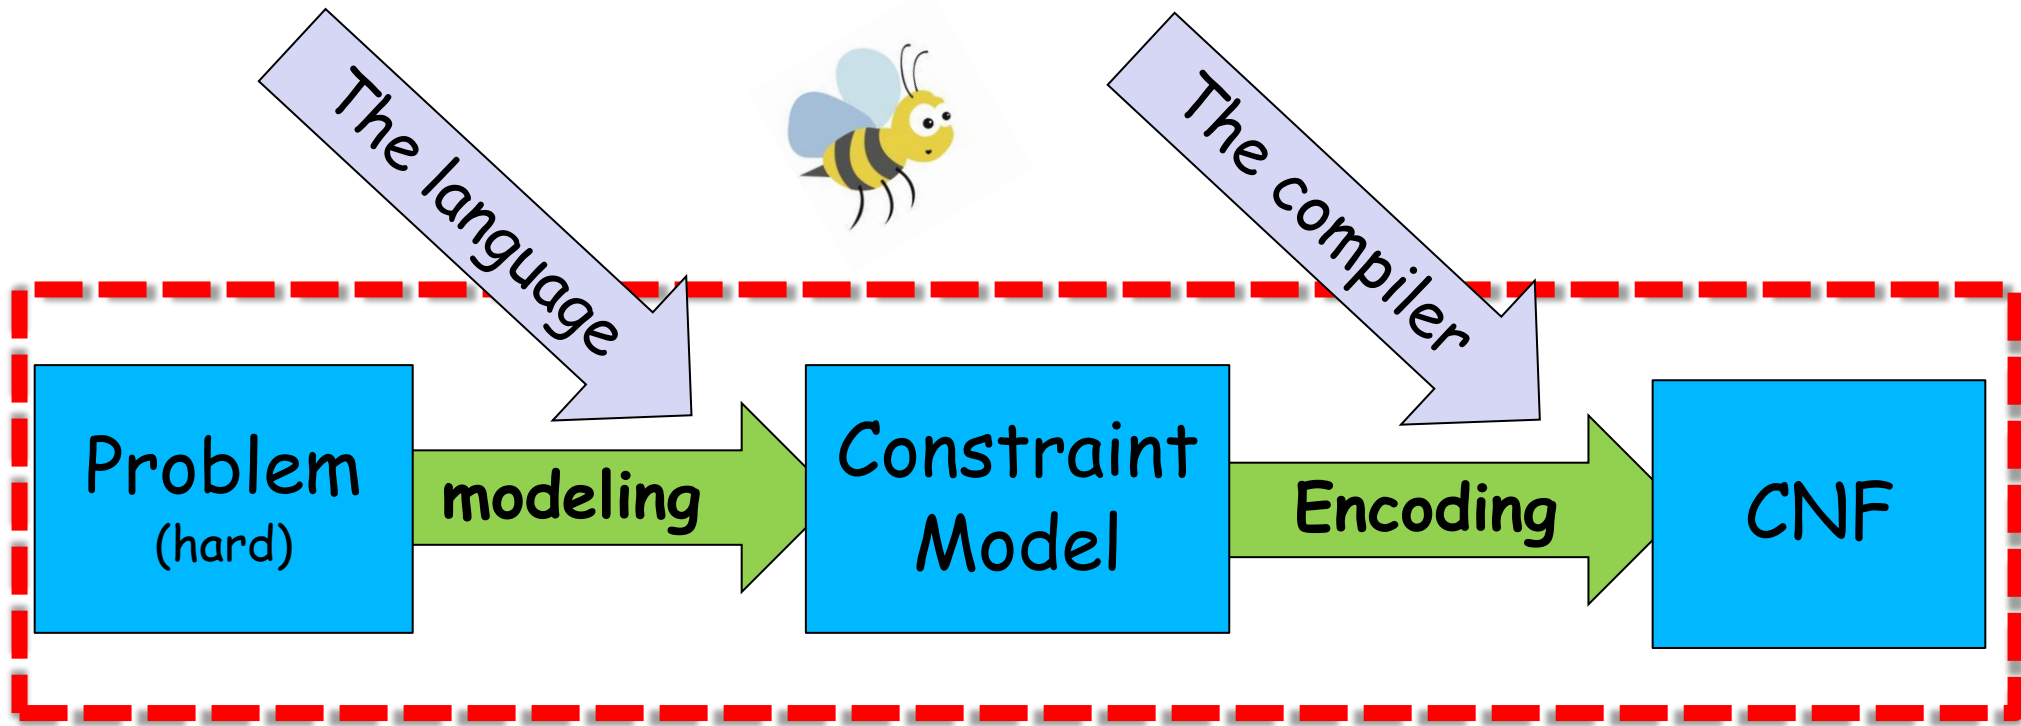 The language
The compiler
Problem
(hard)
modeling
Constraint
Model
Encoding
CNF